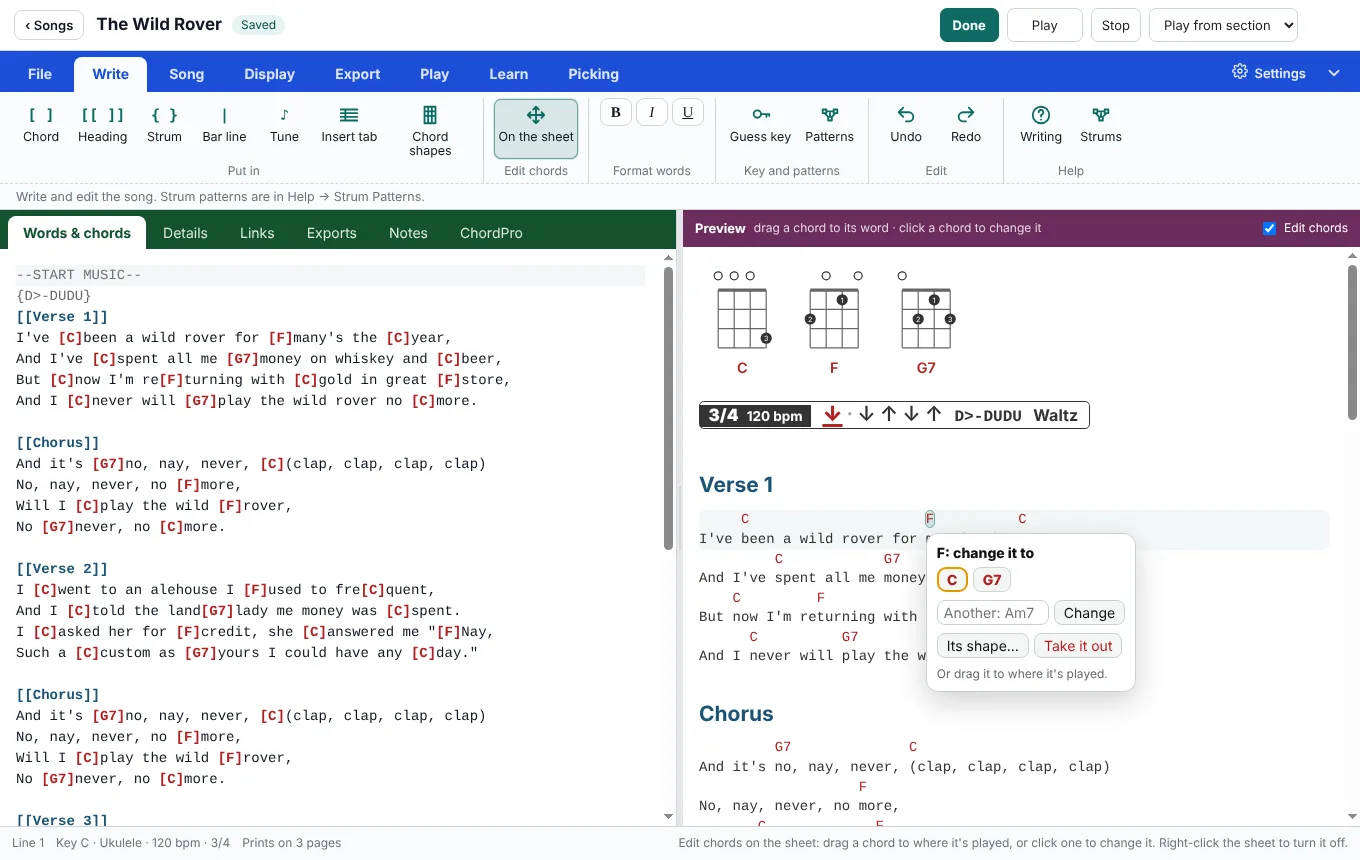 ‹ Songs The Wild Rover Saved Done Play Stop Play from section
File Write Song Display Export Play Learn Picking Settings
[ ] [[ ]] { } | ♪
Chord Heading Strum Bar line Tune Insert tab Chord shapes On the sheet B I U Guess key Patterns Undo Redo Writing Strums
Put in Edit chords Format words Key and patterns Edit Help
Write and edit the song. Strum patterns are in Help → Strum Patterns.
Words & chords Details Links Exports Notes ChordPro
--START MUSIC--
{D>-DUDU}
[[Verse 1]]
I've [C]been a wild rover for [F]many's the [C]year,
And I've [C]spent all me [G7]money on whiskey and [C]beer,
But [C]now I'm re[F]turning with [C]gold in great [F]store,
And I [C]never will [G7]play the wild rover no [C]more.
[[Chorus]]
And it's [G7]no, nay, never, [C](clap, clap, clap, clap)
No, nay, never, no [F]more,
Will I [C]play the wild [F]rover,
No [G7]never, no [C]more.
[[Verse 2]]
I [C]went to an alehouse I [F]used to fre[C]quent,
And I [C]told the land[G7]lady me money was [C]spent.
I [C]asked her for [F]credit, she [C]answered me "[F]Nay,
Such a [C]custom as [G7]yours I could have any [C]day."
[[Chorus]]
And it's [G7]no, nay, never, [C](clap, clap, clap, clap)
No, nay, never, no [F]more,
Will I [C]play the wild [F]rover,
No [G7]never, no [C]more.
[[Verse 3]]
Preview drag a chord to its word · click a chord to change it Edit chords
1 1
2 2 3
3
C F G7
3/4 120 bpm ↓ · ↓ ↑ ↓ ↑ D>-DUDU Waltz
Verse 1
C F C
I've been a wild rover for
C G7
And I've spent all me money
C F
But now I'm returning with
C G7
And I never will play the w
F: change it to
C G7
Another: Am7 Change
Its shape... Take it out
Or drag it to where it's played.
Chorus
G7 C
And it's no, nay, never, (clap, clap, clap, clap)
F
No, nay, never, no more,
C F
Line 1 Key C · Ukulele · 120 bpm · 3/4 Prints on 3 pages
Edit chords on the sheet: drag a chord to where it's played, or click one to change it. Right-click the sheet to turn it off.